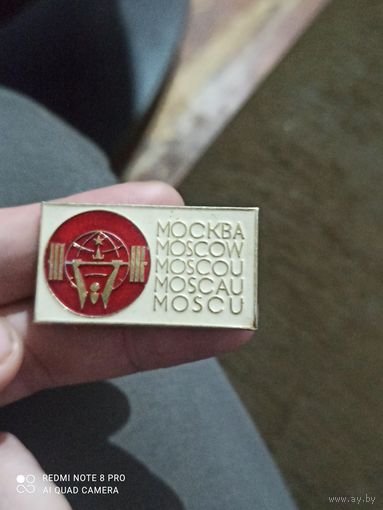 МОСКВА
MOSCOW
MOSCOU
MOSCAU
MOSCU
REDMI NOTE 8 PRO
AI QUAD CAMERA
www.ay.by